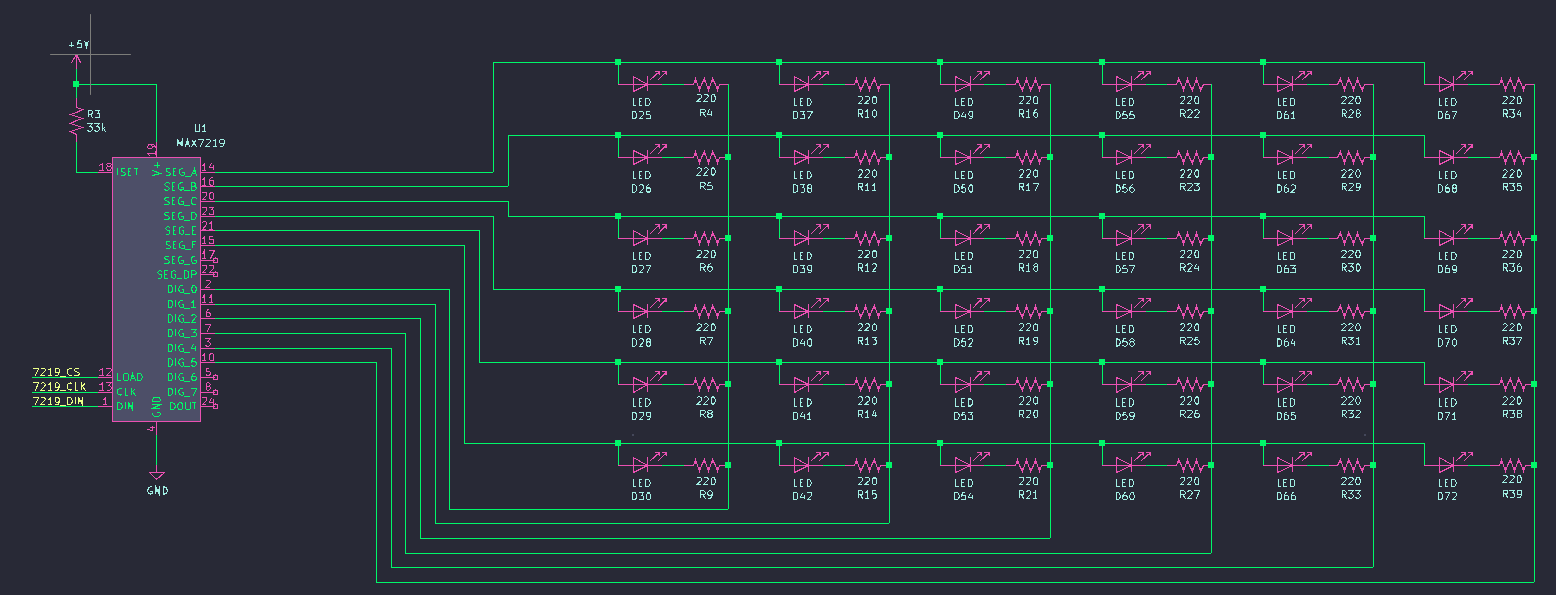 +5V
R3
33k
U1
MAX7219
19
18 ISET V+ SEG_A 14
SEG_B 16
SEG_C 20
SEG_D 23
SEG_E 21
SEG_F 15
SEG_G 17
SEG_DP 22
DIG_0 2
DIG_1 11
DIG_2 6
DIG_3 7
DIG_4 3
DIG_5 10
7219_CS 12 LOAD DIG_6 5
7219_CLK 13 CLK DIG_7 8
7219_DIN 1 DIN GND DOUT 24
4
GND
LED 220 LED 220 LED 220 LED 220 LED 220 LED 220
D25 R4 D37 R10 D49 R16 D55 R22 D61 R28 D67 R34
LED 220 LED 220 LED 220 LED 220 LED 220 LED 220
D26 R5 D38 R11 D50 R17 D56 R23 D62 R29 D68 R35
LED 220 LED 220 LED 220 LED 220 LED 220 LED 220
D27 R6 D39 R12 D51 R18 D57 R24 D63 R30 D69 R36
LED 220 LED 220 LED 220 LED 220 LED 220 LED 220
D28 R7 D40 R13 D52 R19 D58 R25 D64 R31 D70 R37
LED 220 LED 220 LED 220 LED 220 LED 220 LED 220
D29 R8 D41 R14 D53 R20 D59 R26 D65 R32 D71 R38
LED 220 LED 220 LED 220 LED 220 LED 220 LED 220
D30 R9 D42 R15 D54 R21 D60 R27 D66 R33 D72 R39